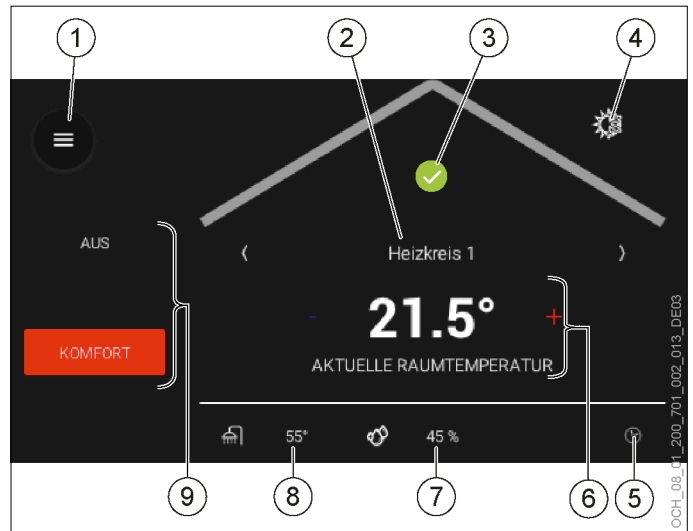 1
2
3
4
AUS
‹ Heizkreis 1 ›
- 21.5° +
KOMFORT
AKTUELLE RAUMTEMPERATUR
55°
45 %
9
8
7
6
5
OCH_08_01_200_701_002_013_DE03